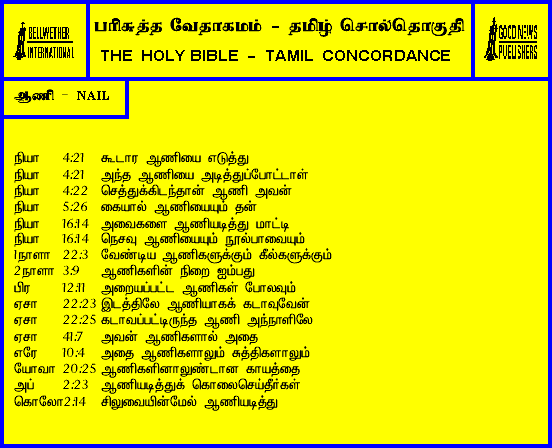 BELLWETHER INTERNATIONAL
பரிசுத்த வேதாகமம் - தமிழ் சொல்தொகுதி
THE HOLY BIBLE - TAMIL CONCORDANCE
GOOD NEWS PUBLISHERS
ஆணி - NAIL
நியா 4:21 கூடார ஆணியை எடுத்து
நியா 4:21 அந்த ஆணியை அடித்துப்போட்டாள்
நியா 4:22 செத்துக்கிடந்தான் ஆணி அவன்
நியா 5:26 கையால் ஆணியையும் தன்
நியா 16:14 அவைகளை ஆணியடித்து மாட்டி
நியா 16:14 நெசவு ஆணியையும் நூல்பாவையும்
1நாளா 22:3 வேண்டிய ஆணிகளுக்கும் கீல்களுக்கும்
2நாளா 3:9 ஆணிகளின் நிறை ஐம்பது
பிர 12:11 அறையப்பட்ட ஆணிகள் போலவும்
ஏசா 22:23 இடத்திலே ஆணியாகக் கடாவுவேன்
ஏசா 22:25 கடாவப்பட்டிருந்த ஆணி அந்நாளிலே
ஏசா 41:7 அவன் ஆணிகளால் அதை
எரே 10:4 அதை ஆணிகளாலும் சுத்திகளாலும்
யோவா 20:25 ஆணிகளினாலுண்டான காயத்தை
அப் 2:23 ஆணியடித்துக் கொலைசெய்தீர்கள்
கொலோ 2:14 சிலுவையின்மேல் ஆணியடித்து